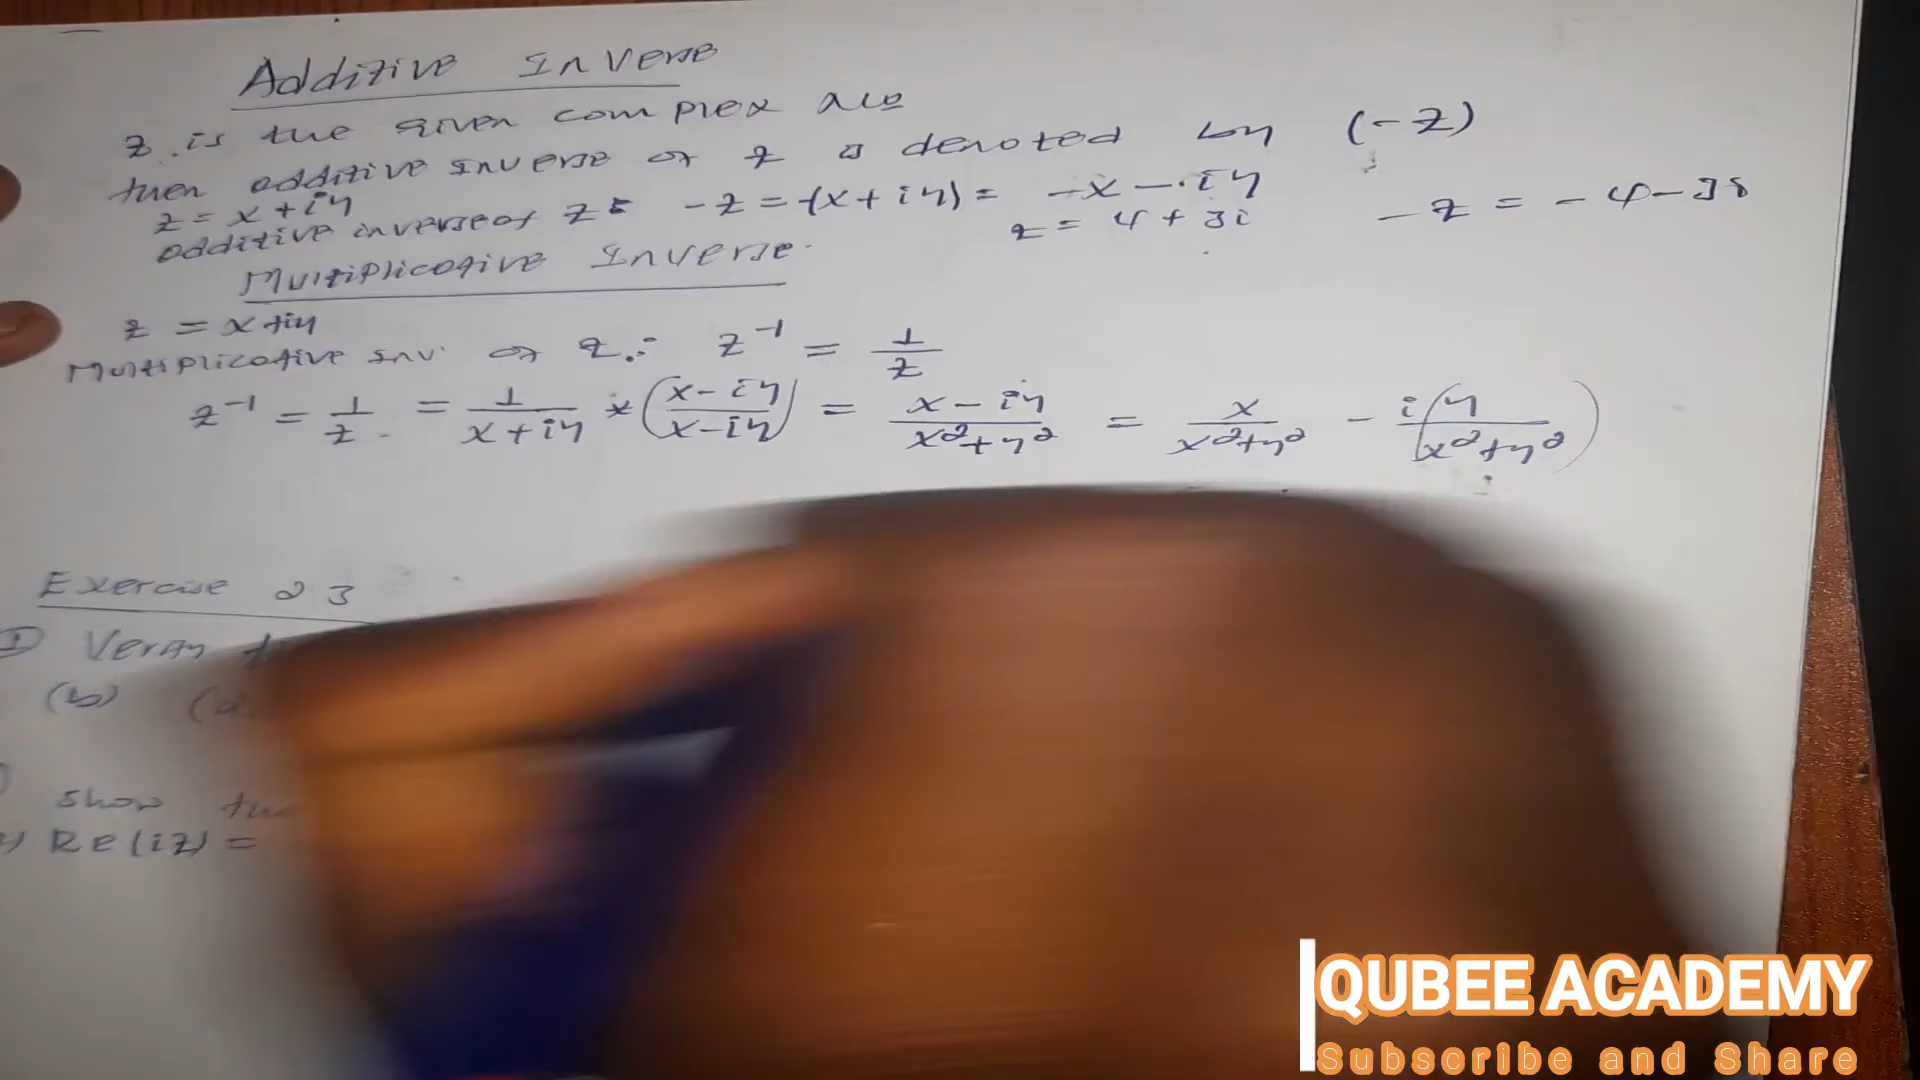 Additive Inverse
z is the given complex no
then additive inverse of z is denoted by (-z)
z = x + iy
additive inverse of z = -z = -(x + iy) = -x - iy
z = 4 + 3i -z = -4 - 3i
Multiplicative Inverse
z = x + iy
Multiplicative inv. of z: z⁻¹ = 1/z
z⁻¹ = 1/z = 1/(x + iy) * ((x - iy)/(x - iy)) = (x - iy)/(x² + y²) = x/(x² + y²) - i(y/(x² + y²))
Exercise 2 3
① Verify
(b)
show
Re(iz) =
QUBEE ACADEMY
Subscribe and Share